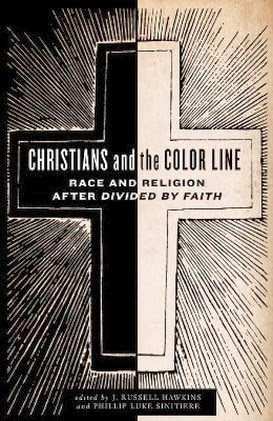 CHRISTIANS and the COLOR LINE
RACE AND RELIGION
AFTER DIVIDED BY FAITH
edited by J. RUSSELL HAWKINS
and PHILLIP LUKE SINITIERE